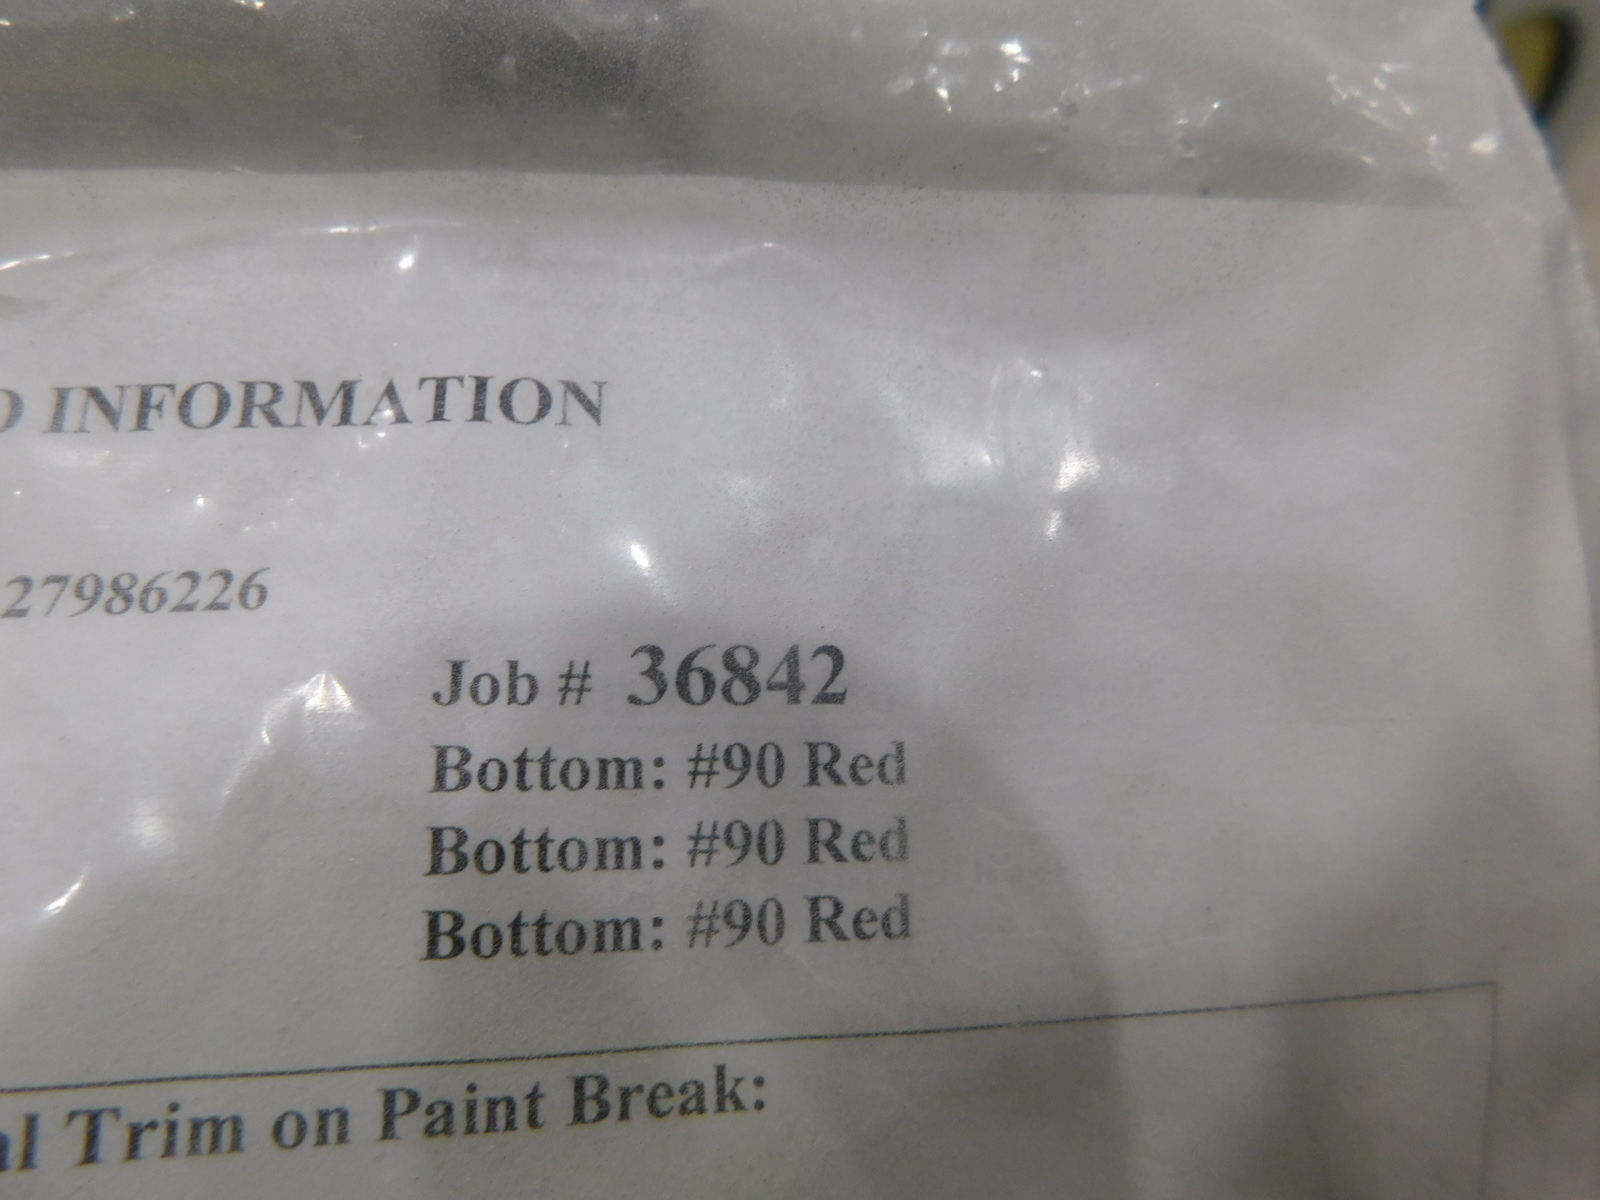 INFORMATION
27986226
Job # 36842
Bottom: #90 Red
Bottom: #90 Red
Bottom: #90 Red
Trim on Paint Break: